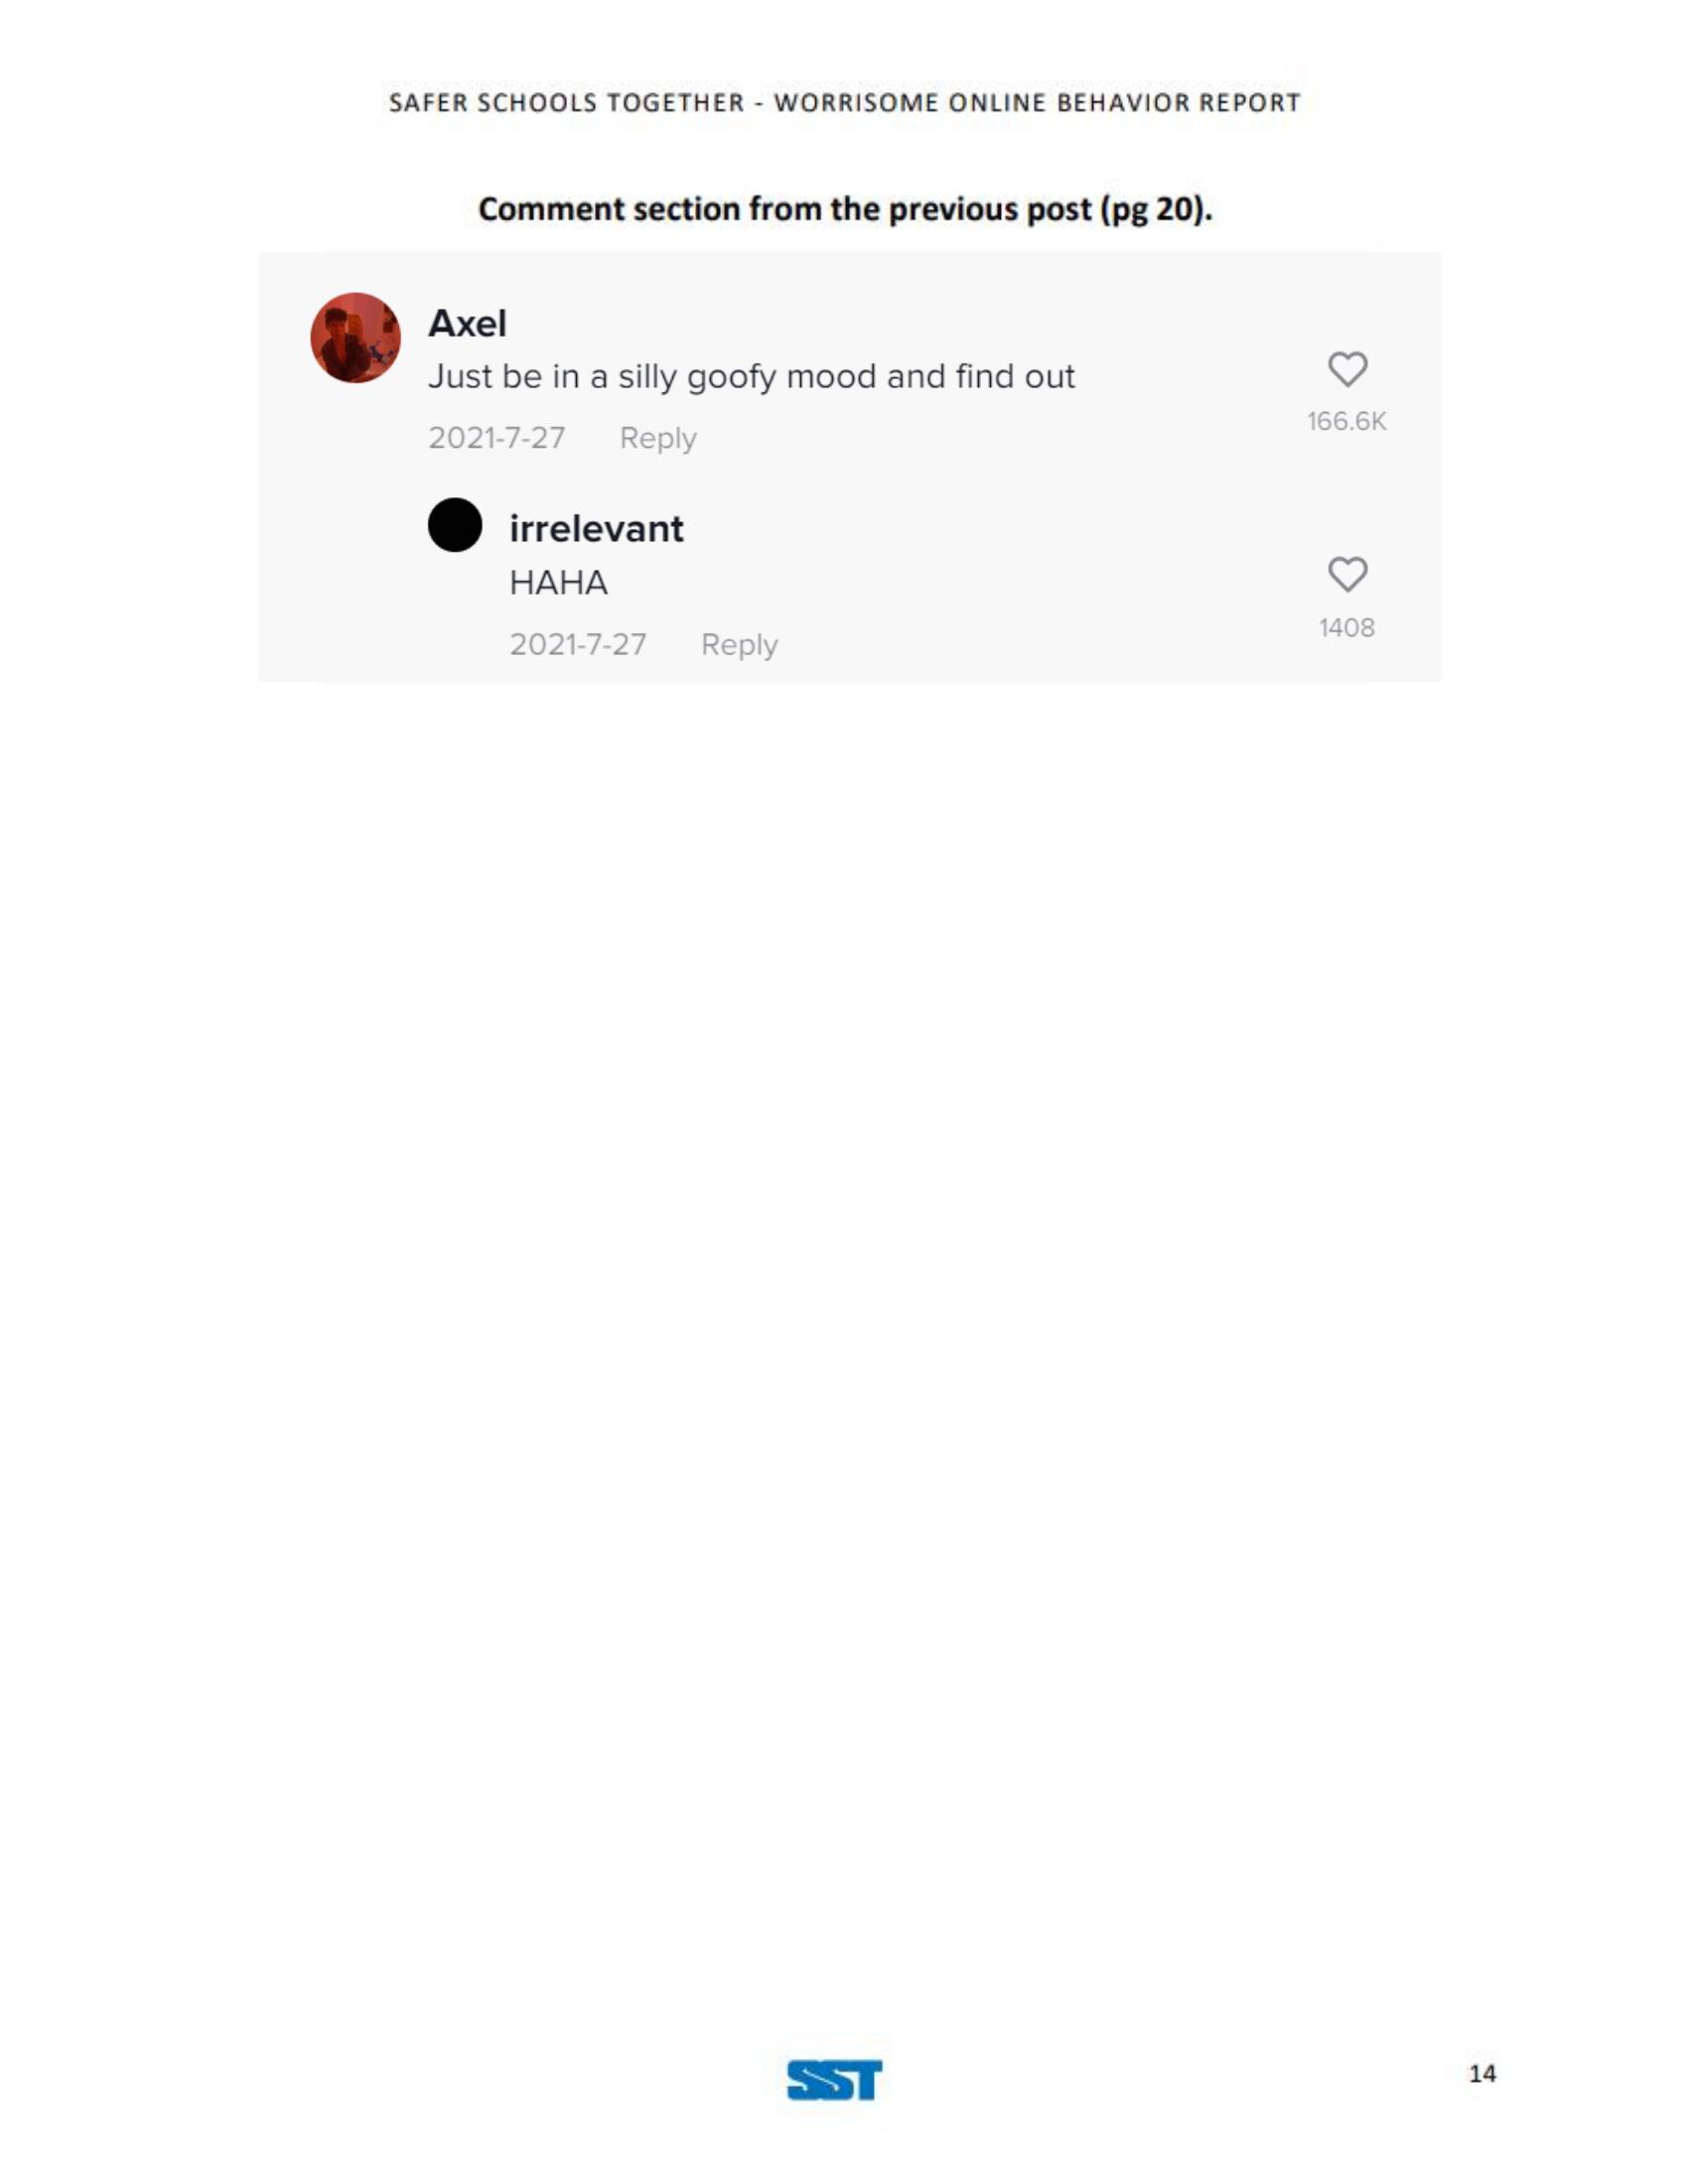 SAFER SCHOOLS TOGETHER - WORRISOME ONLINE BEHAVIOR REPORT
Comment section from the previous post (pg 20).
Axel
Just be in a silly goofy mood and find out
166.6K
2021-7-27 Reply
irrelevant
HAHA
1408
2021-7-27 Reply
SST
14